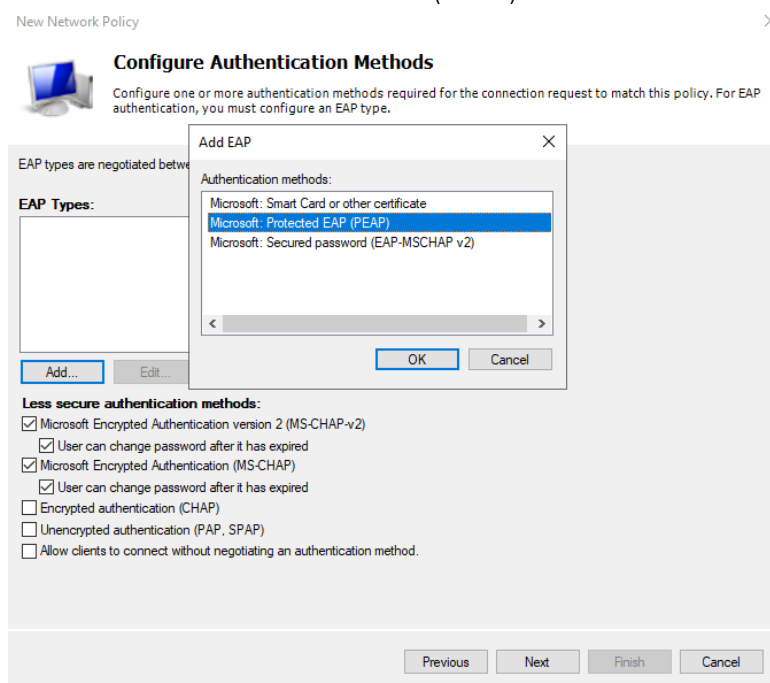 New Network Policy
Configure Authentication Methods
Configure one or more authentication methods required for the connection request to match this policy. For EAP
authentication, you must configure an EAP type.
Add EAP
EAP types are negotiated betwe
Authentication methods:
EAP Types:
Microsoft: Smart Card or other certificate
Microsoft: Protected EAP (PEAP)
Microsoft: Secured password (EAP-MSCHAP v2)
OK Cancel
Add... Edit...
Less secure authentication methods:
Microsoft Encrypted Authentication version 2 (MS-CHAP-v2)
User can change password after it has expired
Microsoft Encrypted Authentication (MS-CHAP)
User can change password after it has expired
Encrypted authentication (CHAP)
Unencrypted authentication (PAP, SPAP)
Allow clients to connect without negotiating an authentication method.
Previous Next Finish Cancel